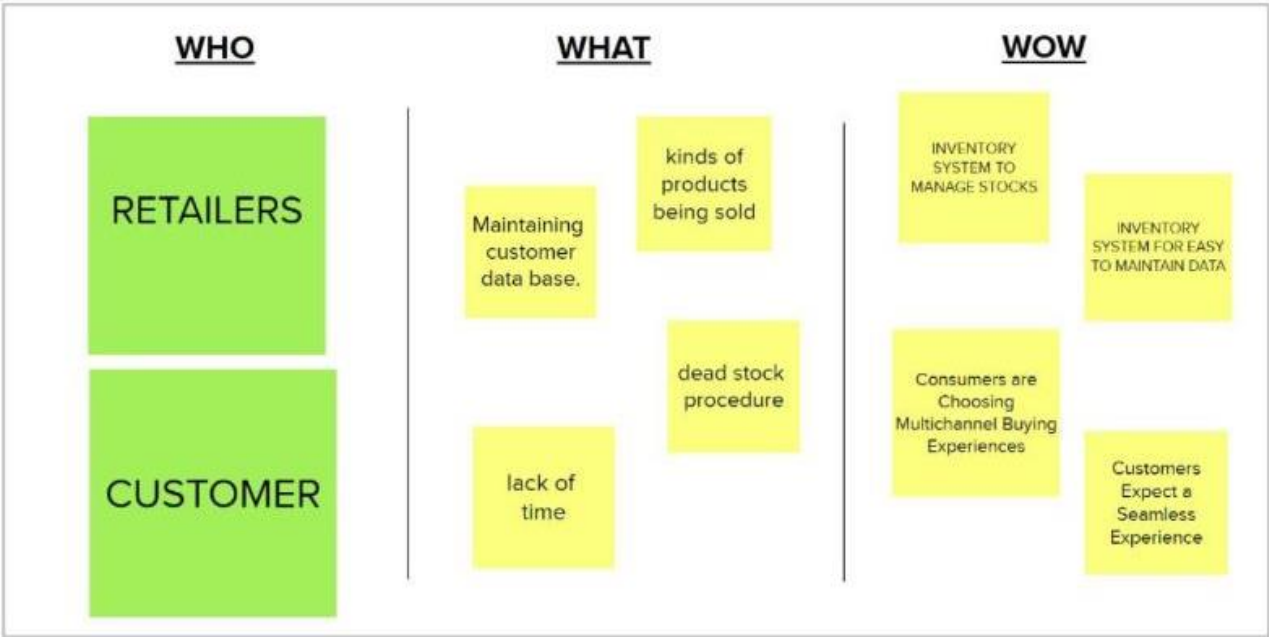 WHO
RETAILERS
CUSTOMER
WHAT
kinds of
products
being sold
Maintaining
customer
data base.
dead stock
procedure
lack of
time
WOW
INVENTORY
SYSTEM TO
MANAGE STOCKS
INVENTORY
SYSTEM FOR EASY
TO MAINTAIN DATA
Consumers are
Choosing
Multichannel Buying
Experiences
Customers
Expect a
Seamless
Experience